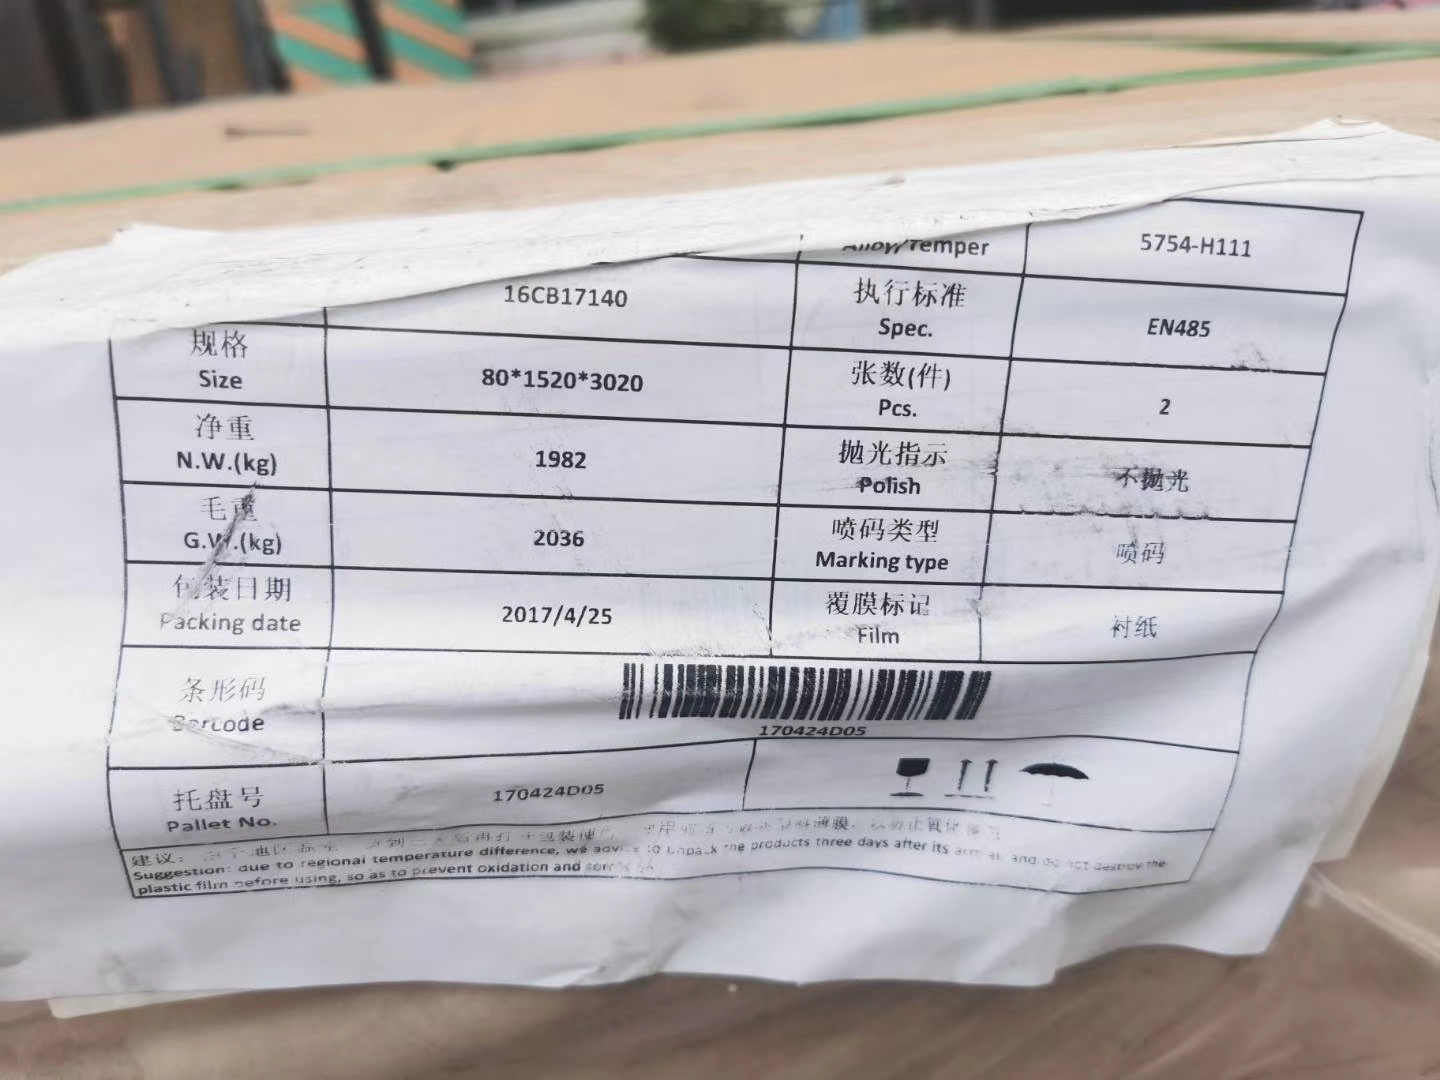 Temper
5754-H111
16CB17140
执行标准
Spec.
EN485
规格
Size
80*1520*3020
张数(件)
Pcs.
2
净重
N.W.(kg)
1982
抛光指示
Polish
不抛光
毛重
G.W.(kg)
2036
喷码类型
Marking type
喷码
包装日期
Packing date
2017/4/25
覆膜标记
Film
衬纸
条形码
Barcode
170424D05
托盘号
Pallet No.
170424D05
建议：
Suggestion: due to regional temperature difference, we advise to unpack the products three days after its arrival and do not destroy the
plastic film before using, so as to prevent oxidation and